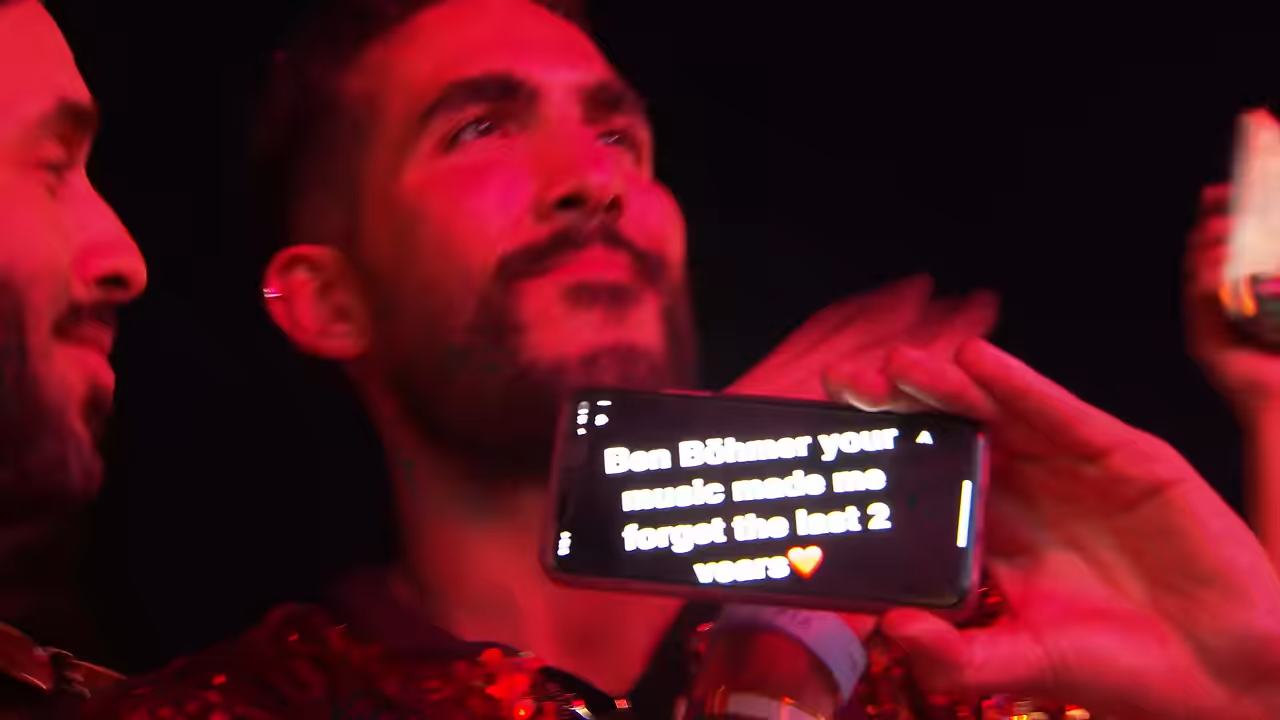 Ben Böhmer your
music made me
forget the last 2
years❤️